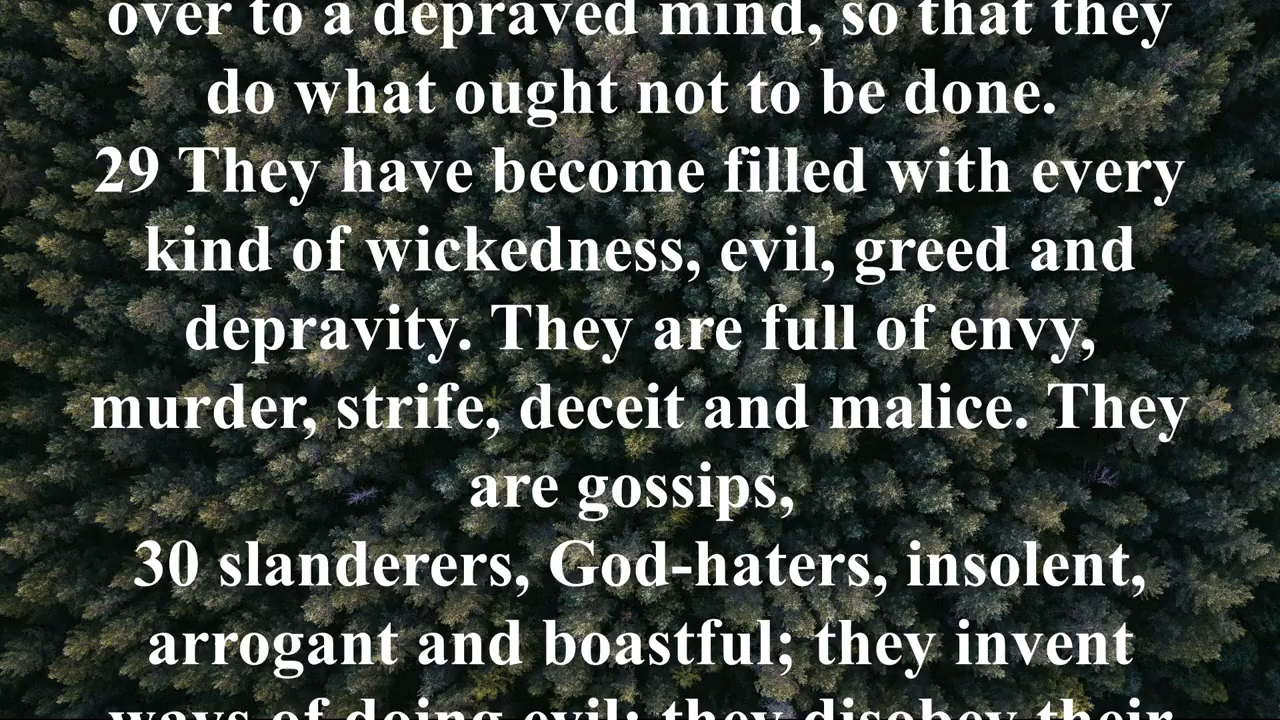 over to a depraved mind, so that they
do what ought not to be done.
29 They have become filled with every
kind of wickedness, evil, greed and
depravity. They are full of envy,
murder, strife, deceit and malice. They
are gossips,
30 slanderers, God-haters, insolent,
arrogant and boastful; they invent
ways of doing evil; they disobey their